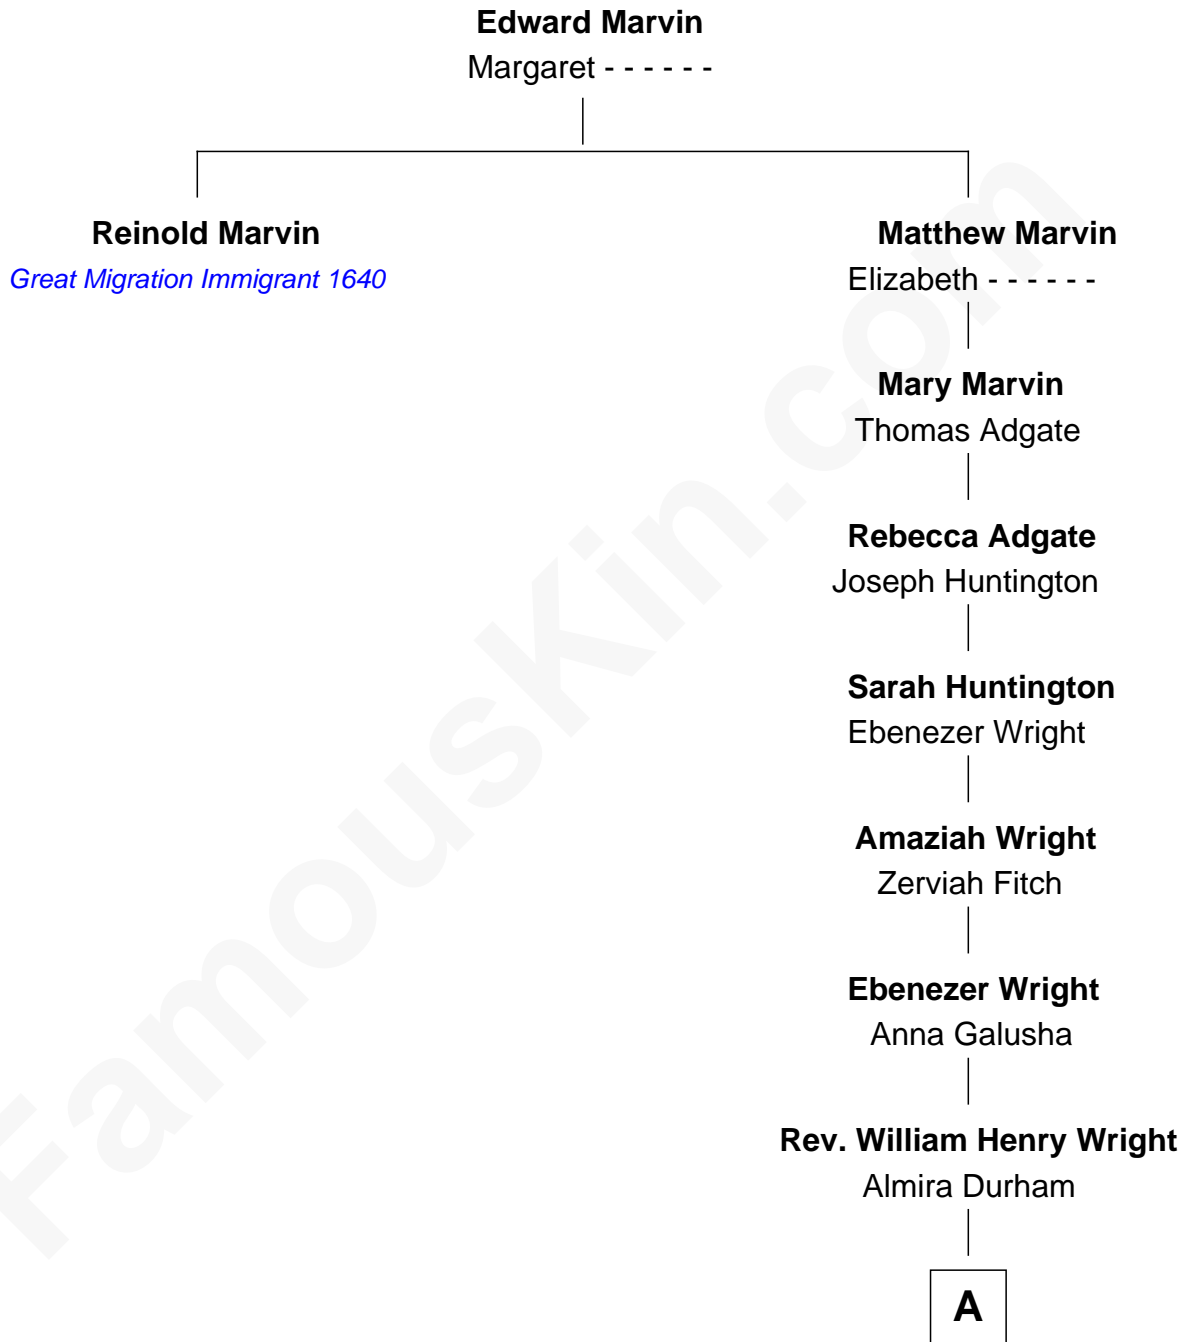 Edward Marvin
Margaret - - - - - -
Reinold Marvin
Great Migration Immigrant 1640
Matthew Marvin
Elizabeth - - - - - -
Mary Marvin
Thomas Adgate
Rebecca Adgate
Joseph Huntington
Sarah Huntington
Ebenezer Wright
Amaziah Wright
Zerviah Fitch
Ebenezer Wright
Anna Galusha
Rev. William Henry Wright
Almira Durham
A
FamousKin.com